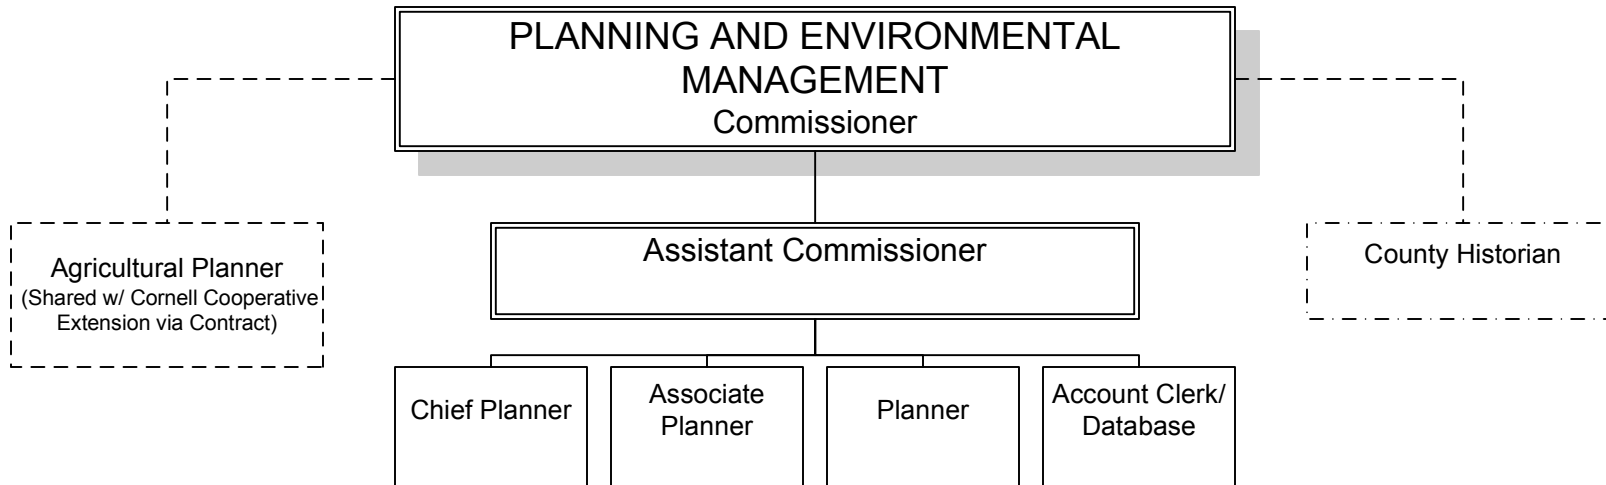 PLANNING AND ENVIRONMENTAL
MANAGEMENT
Commissioner
Assistant Commissioner
Agricultural Planner
(Shared w/ Cornell Cooperative
Extension via Contract)
County Historian
Chief Planner
Associate
Planner
Planner
Account Clerk/
Database